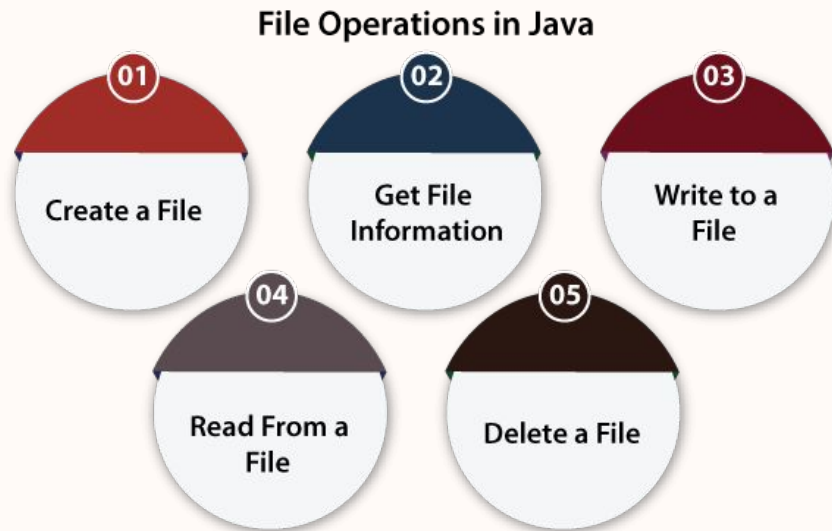 File Operations in Java
01
Create a File
02
Get File
Information
03
Write to a
File
04
Read From a
File
05
Delete a File